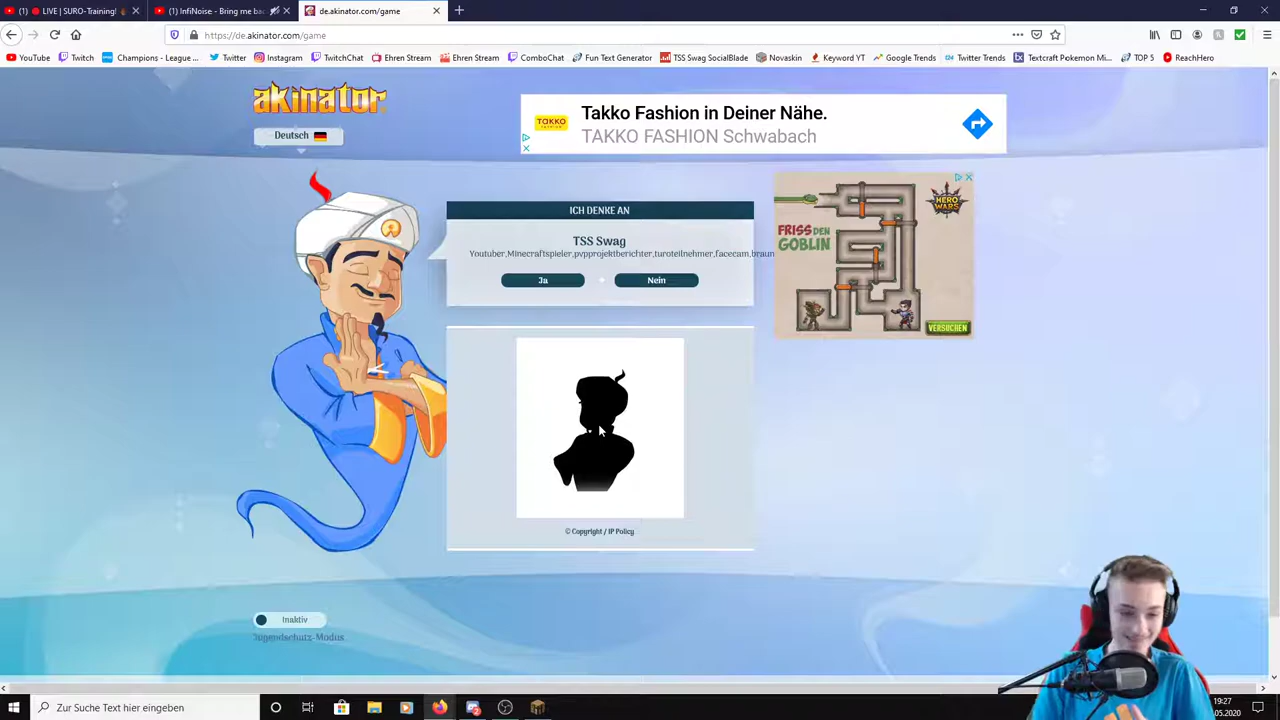 (1) 🔴 LIVE | SURO-Training!
(1) InfiNoise - Bring me bac
de.akinator.com/game
https://de.akinator.com/game
YouTube
Twitch
Champions - League ...
Twitter
Instagram
TwitchChat
Ehren Stream
Ehren Stream
ComboChat
Fun Text Generator
TSS Swag SocialBlade
Novaskin
Keyword YT
Google Trends
Twitter Trends
Textcraft Pokemon Mi...
TOP 5
ReachHero
akinator
Deutsch
TAKKO
Takko Fashion in Deiner Nähe.
TAKKO FASHION Schwabach
ICH DENKE AN
TSS Swag
Youtuber,Minecraftspieler,pvpprojektberichter,turoteilnehmer,facecam,braun
Ja
Nein
© Copyright / IP Policy
HERO
WARS
FRISS DEN
GOBLIN
VERSUCHEN
Inaktiv
Jugendschutz-Modus
Zur Suche Text hier eingeben
19:27
.05.2020